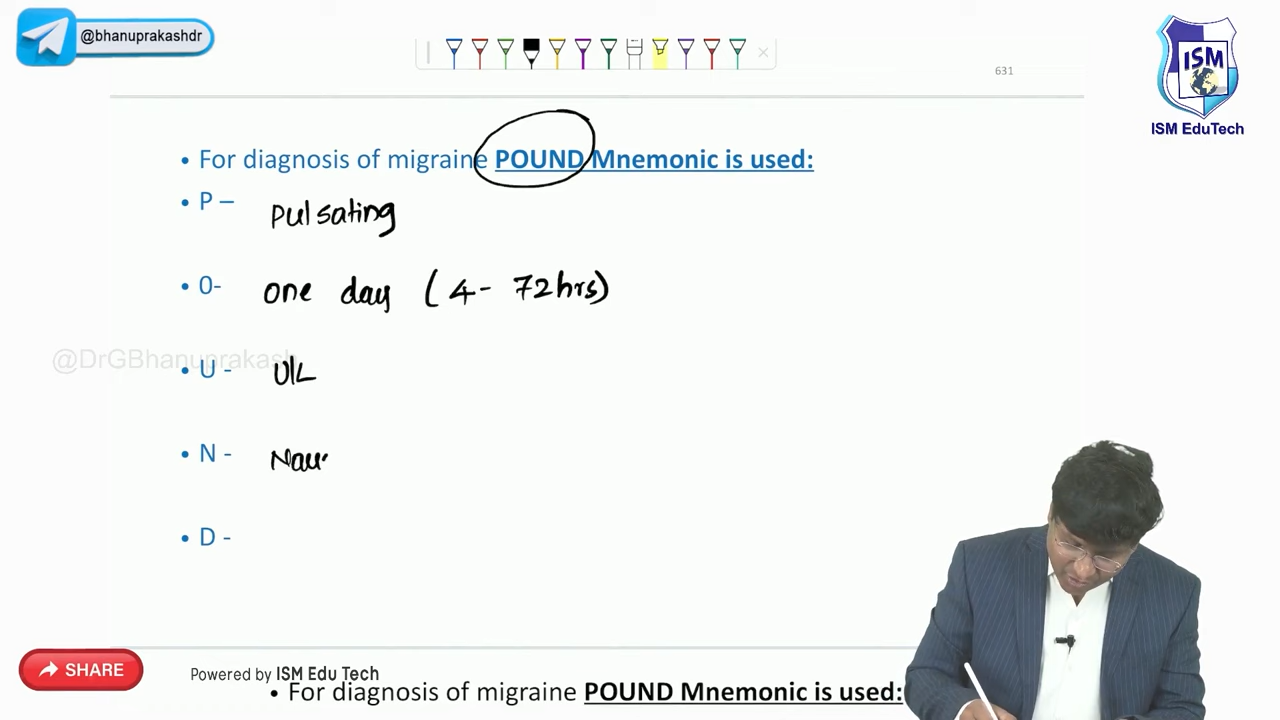 @bhanuprakashdr
631
ISM
ISM EduTech
• For diagnosis of migraine POUND Mnemonic is used:
• P – Pulsating
• 0- one day (4- 72hrs)
@DrGBhanuprakash
• U - U/L
• N - Nau
• D -
SHARE
Powered by ISM Edu Tech
• For diagnosis of migraine POUND Mnemonic is used: